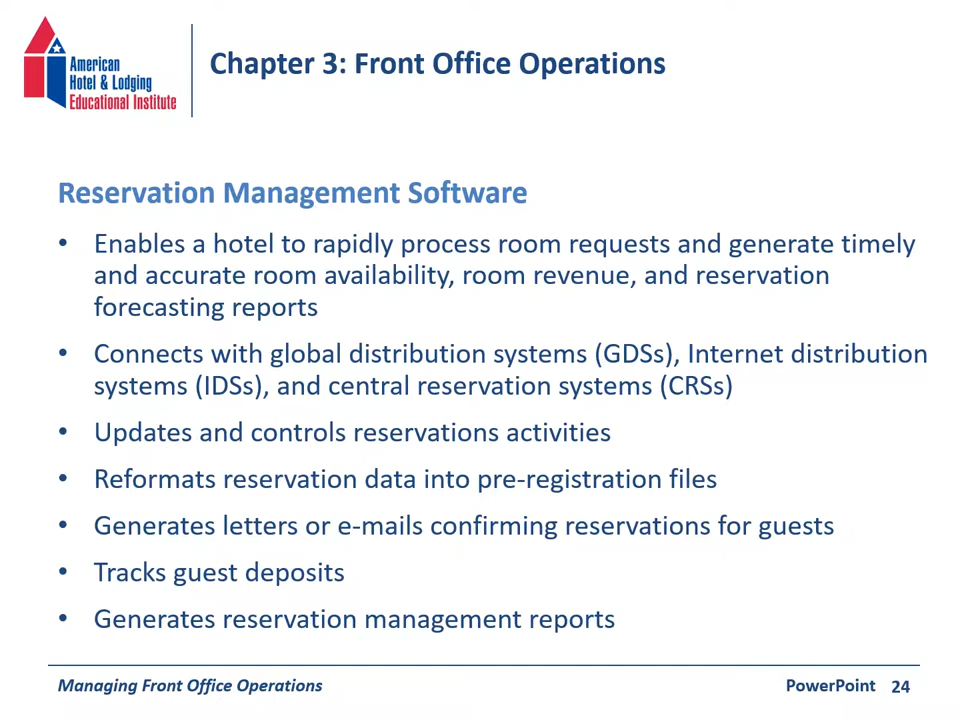 American
Hotel & Lodging
Educational Institute
Chapter 3: Front Office Operations
Reservation Management Software
• Enables a hotel to rapidly process room requests and generate timely
and accurate room availability, room revenue, and reservation
forecasting reports
• Connects with global distribution systems (GDSs), Internet distribution
systems (IDSs), and central reservation systems (CRSs)
• Updates and controls reservations activities
• Reformats reservation data into pre-registration files
• Generates letters or e-mails confirming reservations for guests
• Tracks guest deposits
• Generates reservation management reports
Managing Front Office Operations
PowerPoint 24